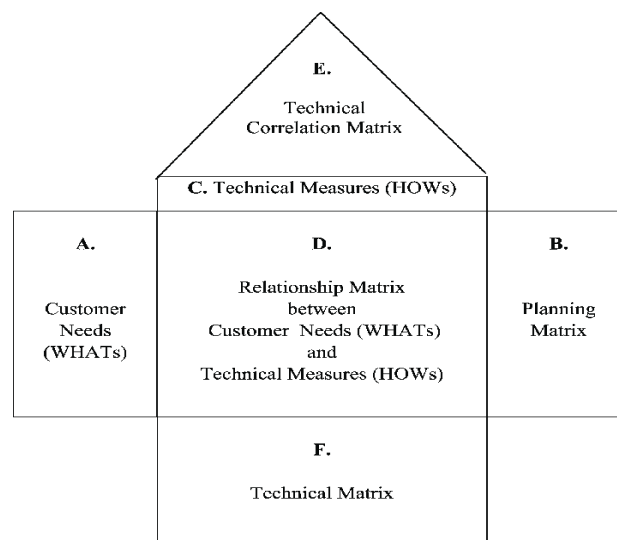 E.
Technical
Correlation Matrix
C. Technical Measures (HOWs)
A.
Customer
Needs
(WHATs)
D.
Relationship Matrix
between
Customer Needs (WHATs)
and
Technical Measures (HOWs)
B.
Planning
Matrix
F.
Technical Matrix